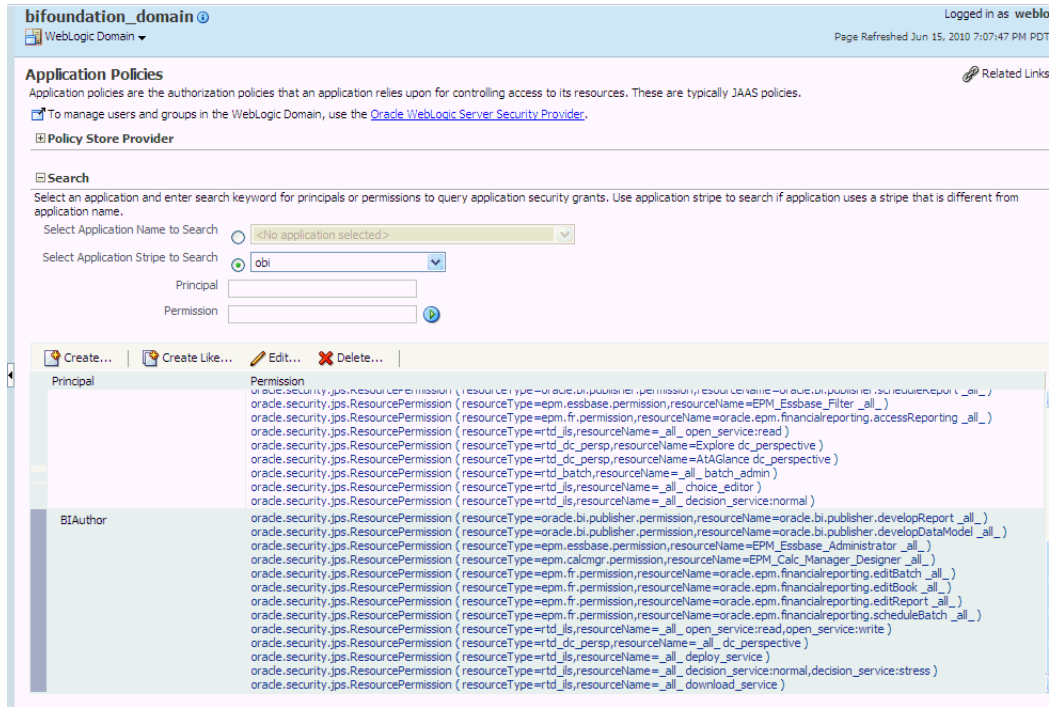 bifoundation_domain
Logged in as weblo
WebLogic Domain
Page Refreshed Jun 15, 2010 7:07:47 PM PDT
Application Policies
Related Links
Application policies are the authorization policies that an application relies upon for controlling access to its resources. These are typically JAAS policies.
To manage users and groups in the WebLogic Domain, use the Oracle WebLogic Server Security Provider.
Policy Store Provider
Search
Select an application and enter search keyword for principals or permissions to query application security grants. Use application stripe to search if application uses a stripe that is different from
application name.
Select Application Name to Search <No application selected>
Select Application Stripe to Search obi
Principal
Permission
Create... Create Like... Edit... Delete...
Principal Permission
oracle.security.jps.ResourcePermission ( resourceType=oracle.bi.publisher.permission,resourceName=oracle.bi.publisher.scheduleReport _all_ )
oracle.security.jps.ResourcePermission ( resourceType=epm.essbase.permission,resourceName=EPM_Essbase_Filter _all_ )
oracle.security.jps.ResourcePermission ( resourceType=epm.fr.permission,resourceName=oracle.epm.financialreporting.accessReporting _all_ )
oracle.security.jps.ResourcePermission ( resourceType=rtd_ils,resourceName=_all_ open_service:read )
oracle.security.jps.ResourcePermission ( resourceType=rtd_dc_persp,resourceName=Explore dc_perspective )
oracle.security.jps.ResourcePermission ( resourceType=rtd_dc_persp,resourceName=AtAGlance dc_perspective )
oracle.security.jps.ResourcePermission ( resourceType=rtd_batch,resourceName=_all_ batch_admin )
oracle.security.jps.ResourcePermission ( resourceType=rtd_ils,resourceName=_all_ choice_editor )
oracle.security.jps.ResourcePermission ( resourceType=rtd_ils,resourceName=_all_ decision_service:normal )
BIAuthor
oracle.security.jps.ResourcePermission ( resourceType=oracle.bi.publisher.permission,resourceName=oracle.bi.publisher.developReport _all_ )
oracle.security.jps.ResourcePermission ( resourceType=oracle.bi.publisher.permission,resourceName=oracle.bi.publisher.developDataModel _all_ )
oracle.security.jps.ResourcePermission ( resourceType=epm.essbase.permission,resourceName=EPM_Essbase_Administrator _all_ )
oracle.security.jps.ResourcePermission ( resourceType=epm.calcmgr.permission,resourceName=EPM_Calc_Manager_Designer _all_ )
oracle.security.jps.ResourcePermission ( resourceType=epm.fr.permission,resourceName=oracle.epm.financialreporting.editBatch _all_ )
oracle.security.jps.ResourcePermission ( resourceType=epm.fr.permission,resourceName=oracle.epm.financialreporting.editBook _all_ )
oracle.security.jps.ResourcePermission ( resourceType=epm.fr.permission,resourceName=oracle.epm.financialreporting.editReport _all_ )
oracle.security.jps.ResourcePermission ( resourceType=epm.fr.permission,resourceName=oracle.epm.financialreporting.scheduleBatch _all_ )
oracle.security.jps.ResourcePermission ( resourceType=rtd_ils,resourceName=_all_ open_service:read,open_service:write )
oracle.security.jps.ResourcePermission ( resourceType=rtd_dc_persp,resourceName=_all_ dc_perspective )
oracle.security.jps.ResourcePermission ( resourceType=rtd_ils,resourceName=_all_ deploy_service )
oracle.security.jps.ResourcePermission ( resourceType=rtd_ils,resourceName=_all_ decision_service:normal,decision_service:stress )
oracle.security.jps.ResourcePermission ( resourceType=rtd_ils,resourceName=_all_ download_service )